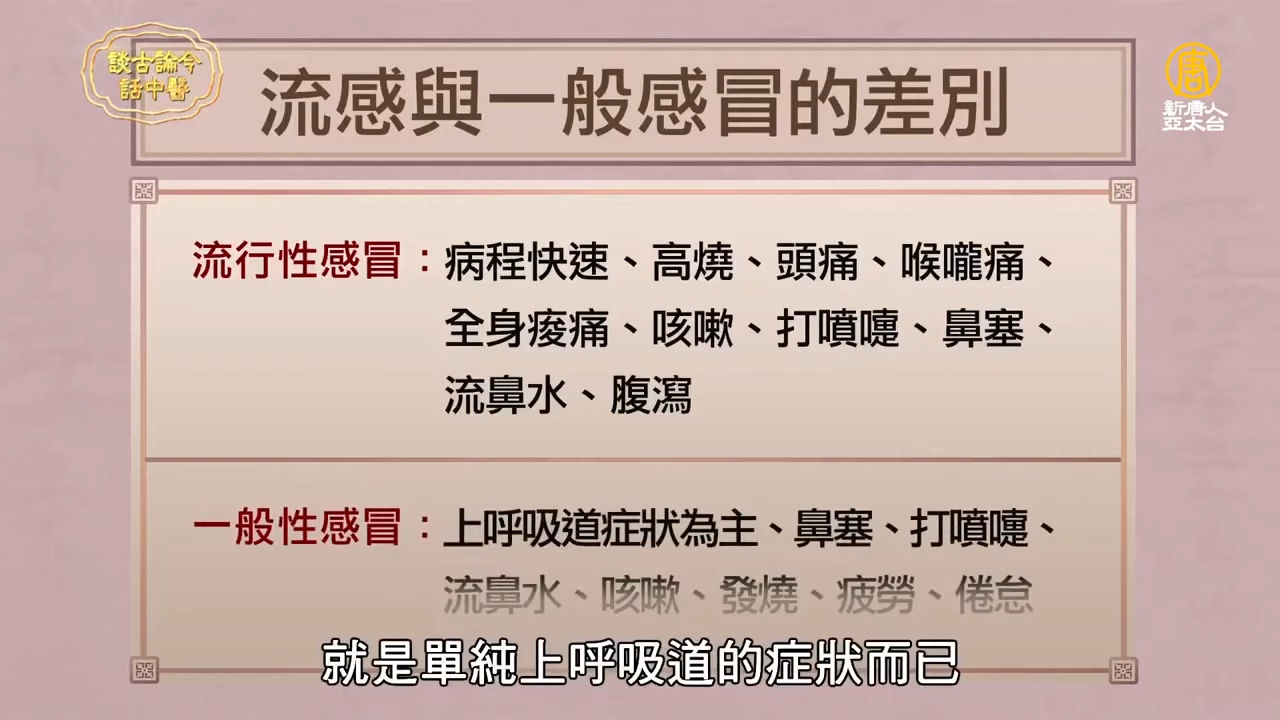 談古論今
話中醫
流感與一般感冒的差別
新唐人
亞太台
流行性感冒：病程快速、高燒、頭痛、喉嚨痛、
全身痠痛、咳嗽、打噴嚏、鼻塞、
流鼻水、腹瀉
一般性感冒：上呼吸道症狀為主、鼻塞、打噴嚏、
流鼻水、咳嗽、發燒、疲勞、倦怠
就是單純上呼吸道的症狀而已